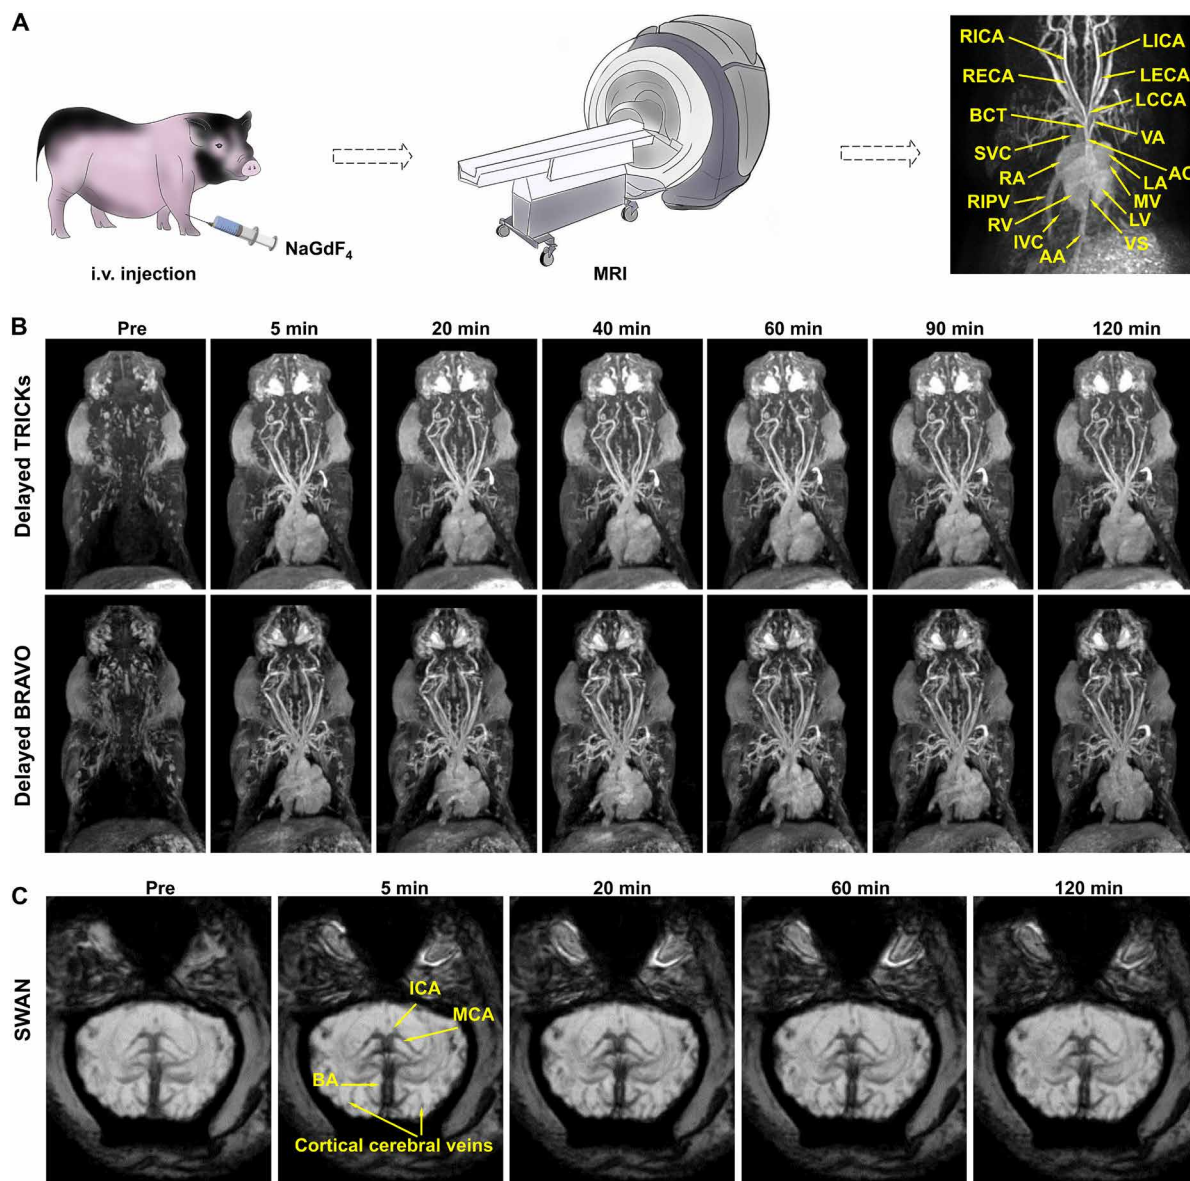 A
NaGdF4
i.v. injection
MRI
RICA
LICA
RECA
LECA
LCCA
BCT
VA
SVC
RA
LA
MV
RIPV
LV
RV
IVC
VS
AA
B
Pre 5 min 20 min 40 min 60 min 90 min 120 min
Delayed TRICKs
Delayed BRAVO
C
Pre 5 min 20 min 60 min 120 min
SWAN
ICA
MCA
BA
Cortical cerebral veins